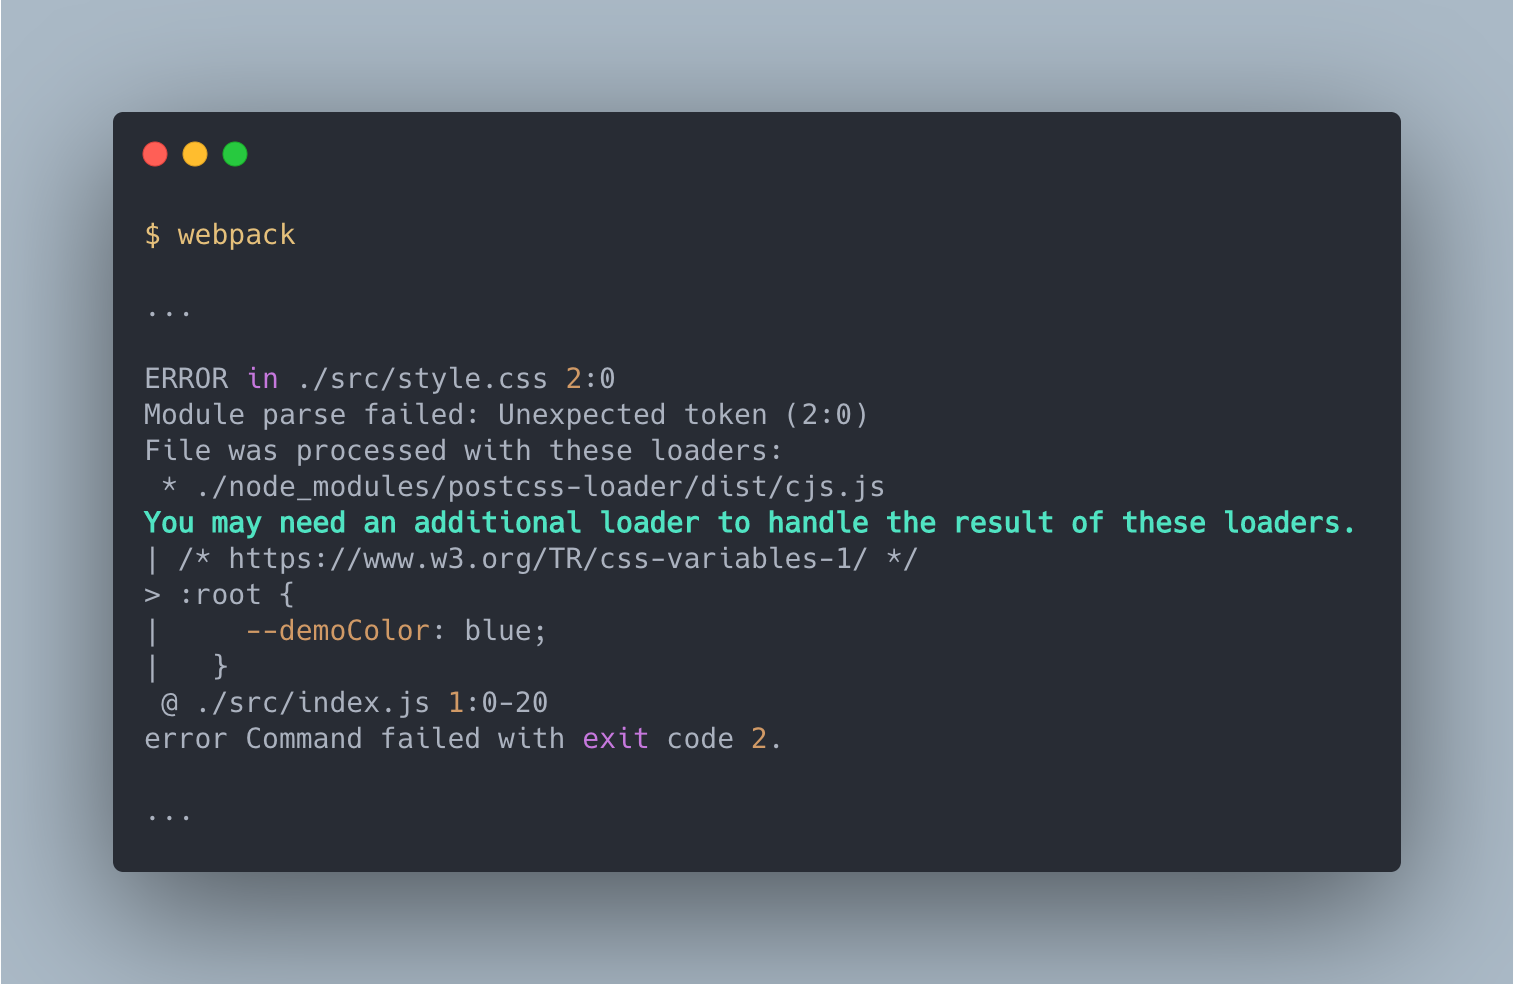 $ webpack
...
ERROR in ./src/style.css 2:0
Module parse failed: Unexpected token (2:0)
File was processed with these loaders:
 * ./node_modules/postcss-loader/dist/cjs.js
You may need an additional loader to handle the result of these loaders.
| /* https://www.w3.org/TR/css-variables-1/ */
> :root {
|     --demoColor: blue;
|   }
 @ ./src/index.js 1:0-20
error Command failed with exit code 2.
...